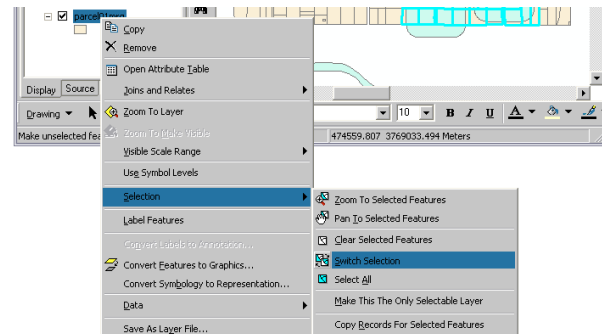 parcel01mrg
Copy
Remove
Open Attribute Table
Joins and Relates
Display Source
Zoom To Layer
Drawing
10 B I U A
Zoom To Make Visible
Make unselected fea
474559.807 3769033.494 Meters
Visible Scale Range
Use Symbol Levels
Selection
Zoom To Selected Features
Pan To Selected Features
Label Features
Clear Selected Features
Convert Labels to Annotation...
Switch Selection
Convert Features to Graphics...
Select All
Convert Symbology to Representation...
Make This The Only Selectable Layer
Data
Copy Records For Selected Features
Save As Layer File...